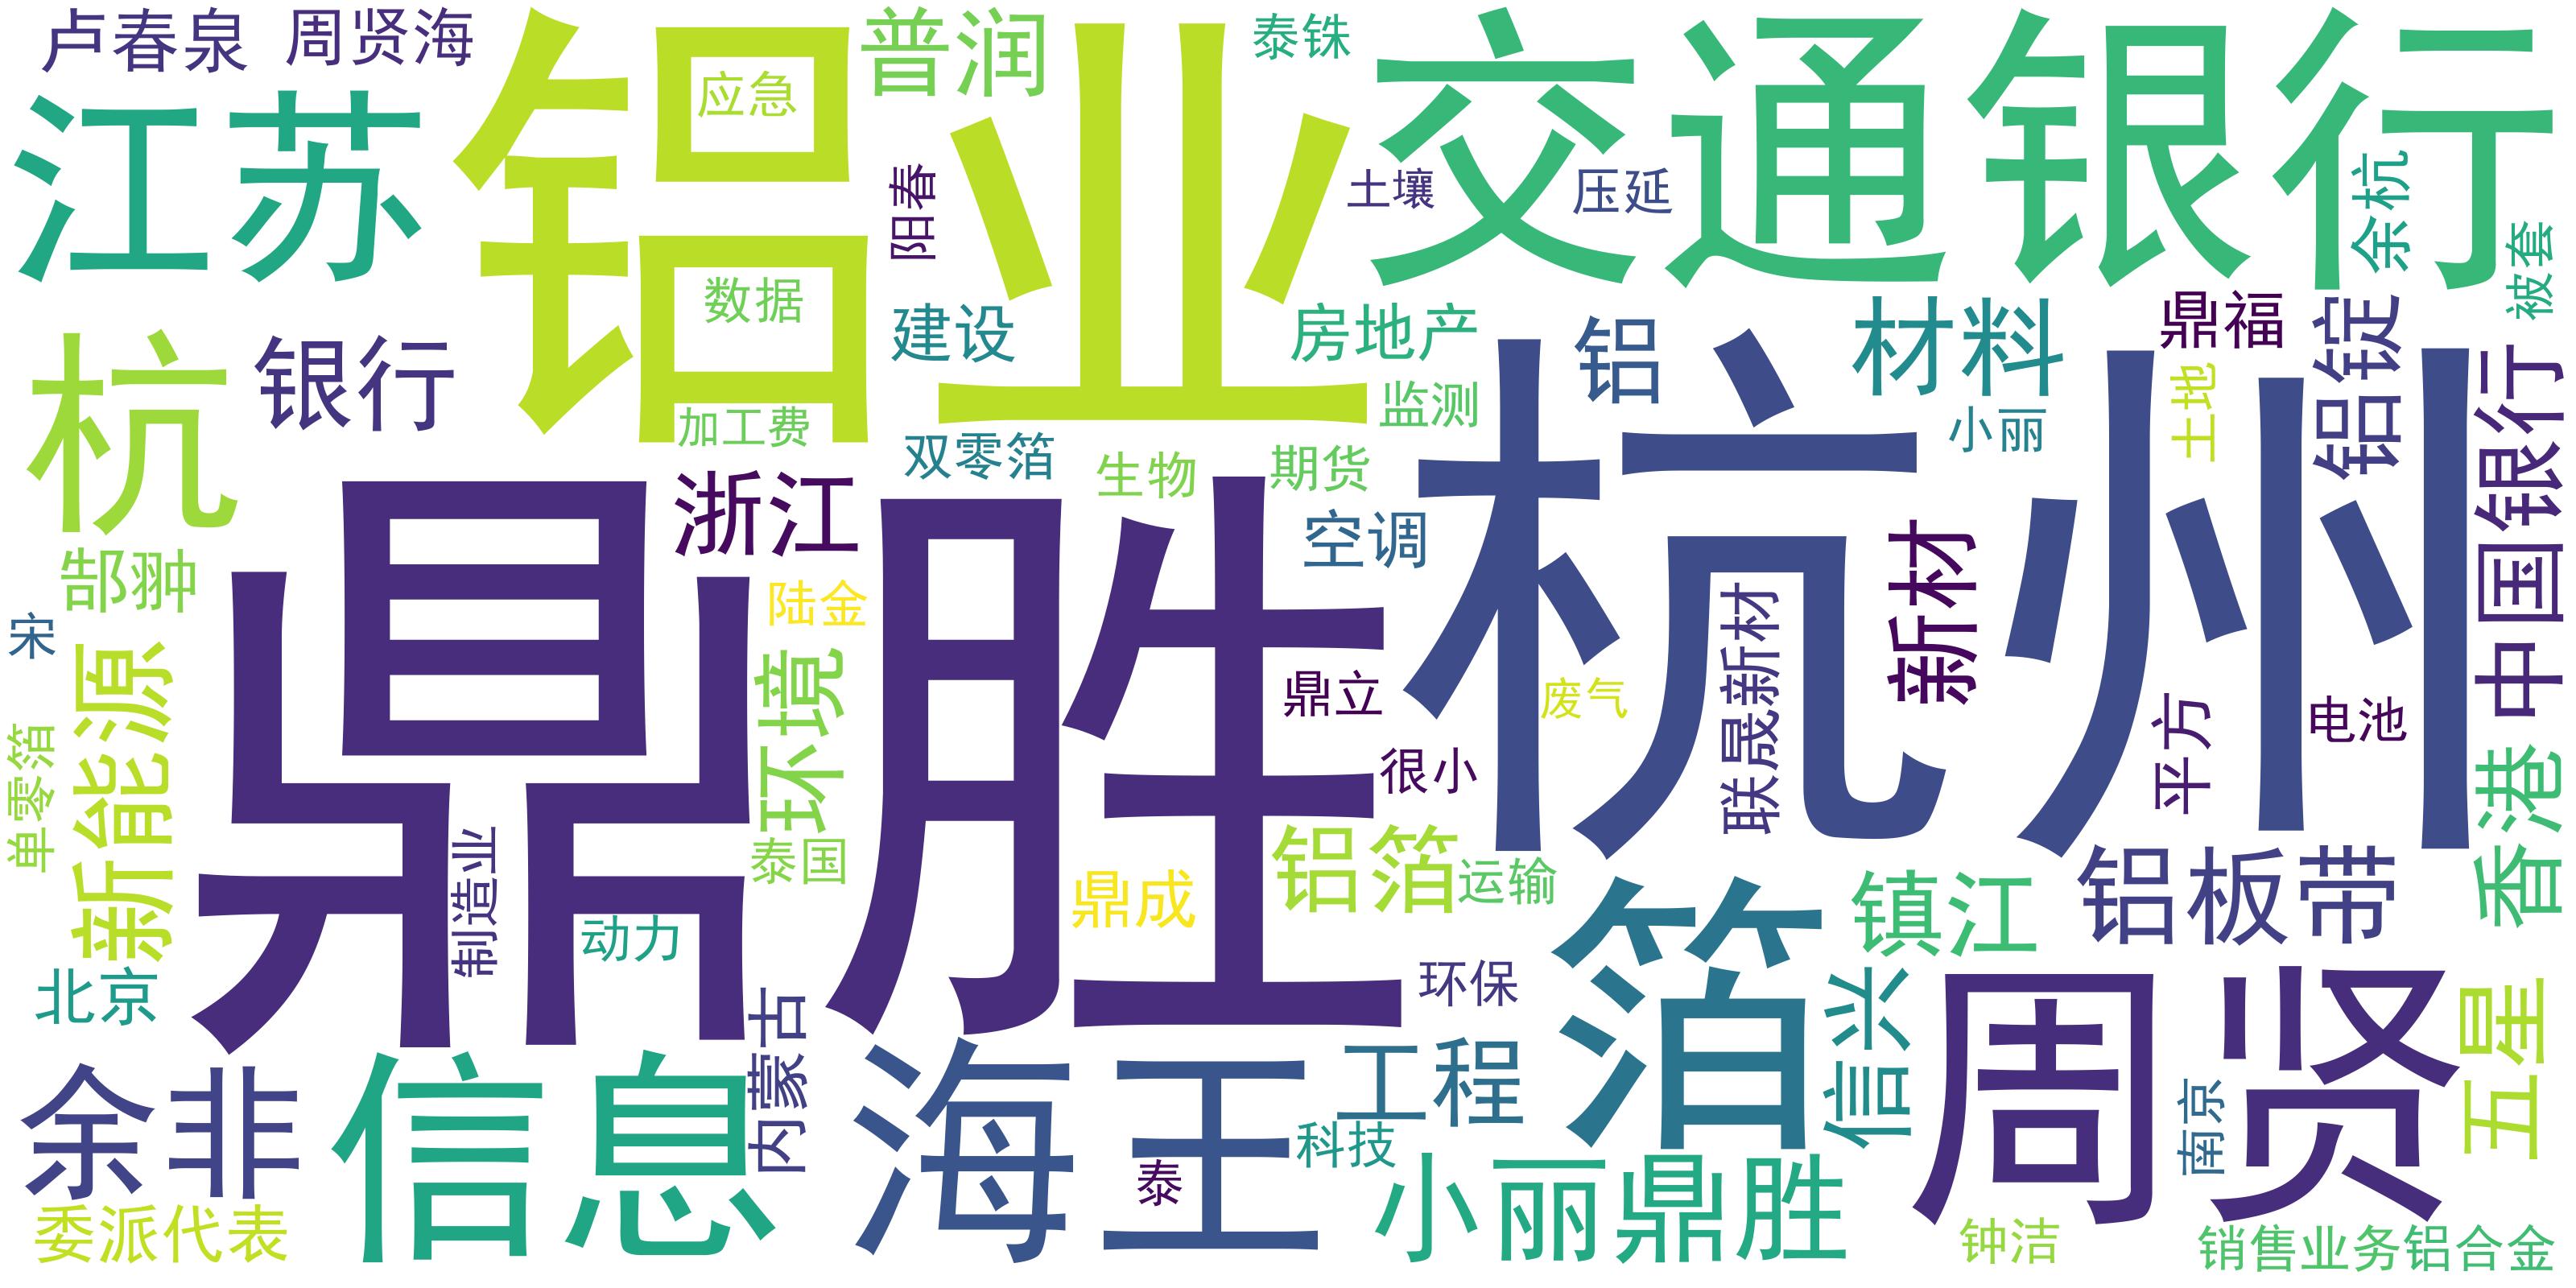 卢春泉
周贤海
铝业
普润
泰铢
交通银行
应急
江苏
阳春
土壤
压延
余杭
被套
数据
建设
房地产
铝
材料
鼎福
铝锭
杭
银行
加工费
双零箔
生物
期货
监测
杭州
小丽
土地
中国银行
浙江
空调
新材
郜翀
陆金
鼎胜
宋
新能源
环境
鼎立
废气
联晟新材
平方
电池
单零箔
很小
香港
制造业
泰国
铝箔
运输
鼎成
箔
镇江
铝板带
动力
北京
内蒙古
环保
信兴
周贤
五星
余非
信息
海王
工程
科技
泰
小丽鼎胜
南京
委派代表
钟洁
销售业务铝合金